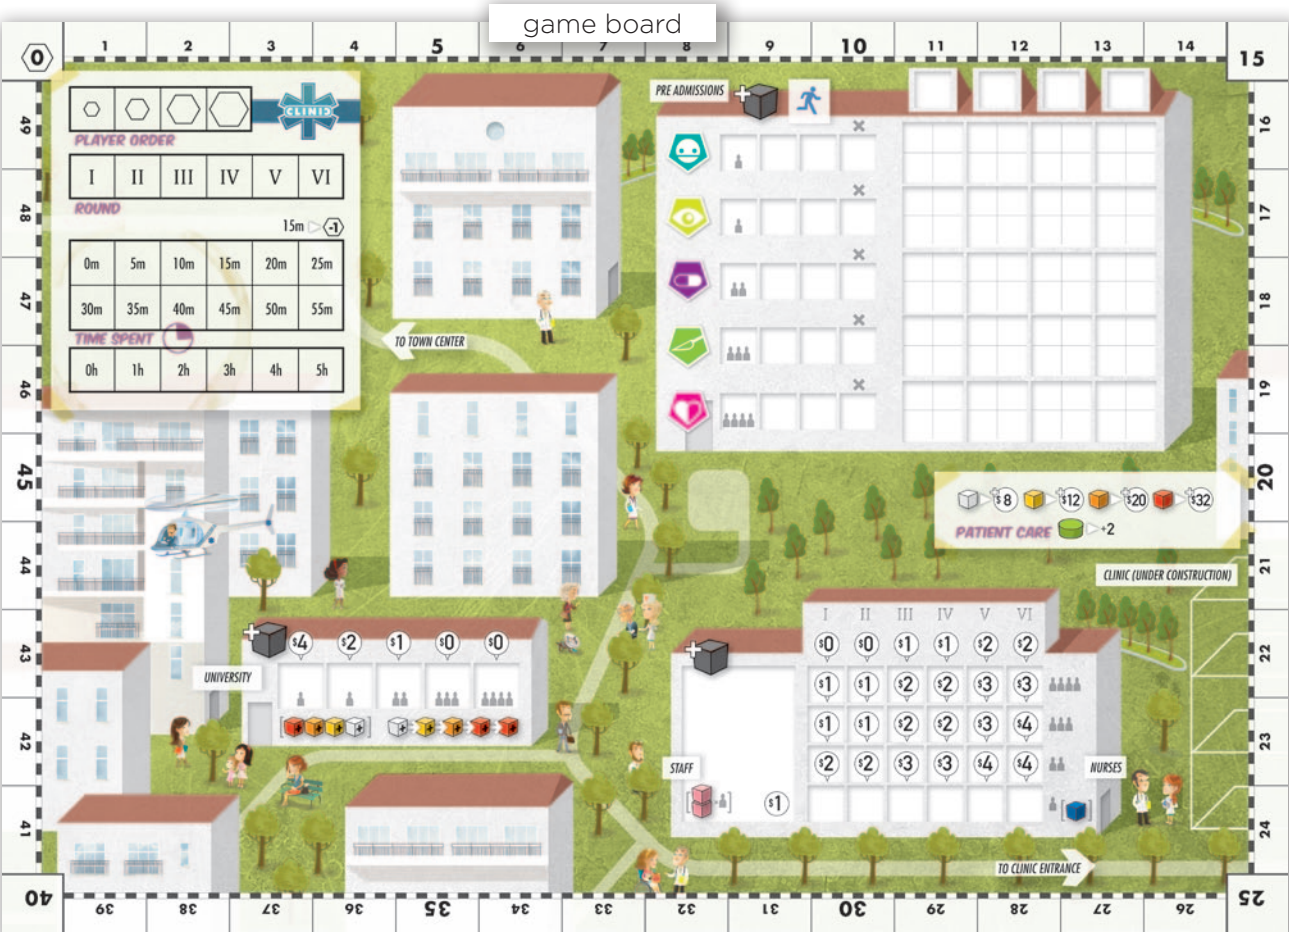 game board
0 1 2 3 4 5 6 7 8 9 10 11 12 13 14 15
CLINIC
PLAYER ORDER
I II III IV V VI
ROUND
15m -1
0m 5m 10m 15m 20m 25m
30m 35m 40m 45m 50m 55m
TIME SPENT
0h 1h 2h 3h 4h 5h
TO TOWN CENTER
PRE ADMISSIONS
+
x
x
x
x
x
16
17
18
19
20
21
22
23
24
25
+$8 +$12 +$20 +$32
PATIENT CARE +2
CLINIC (UNDER CONSTRUCTION)
+
$4 $2 $1 $0 $0
UNIVERSITY
+
I II III IV V VI
$0 $0 $1 $1 $2 $2
$1 $1 $2 $2 $3 $3
$1 $1 $2 $2 $3 $4
$2 $2 $3 $3 $4 $4
STAFF
NURSES
$1
TO CLINIC ENTRANCE
49
48
47
46
45
44
43
42
41
40 39 38 37 36 35 34 33 32 31 30 29 28 27 26